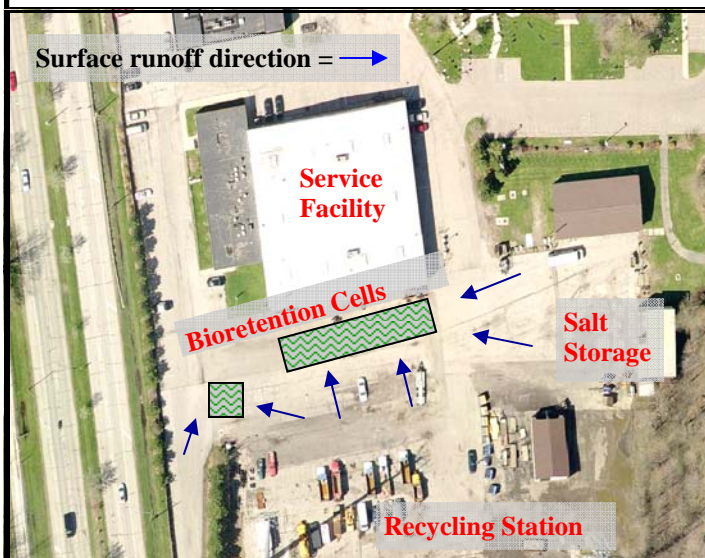 Surface runoff direction =
Service
Facility
Bioretention Cells
Salt
Storage
Recycling Station